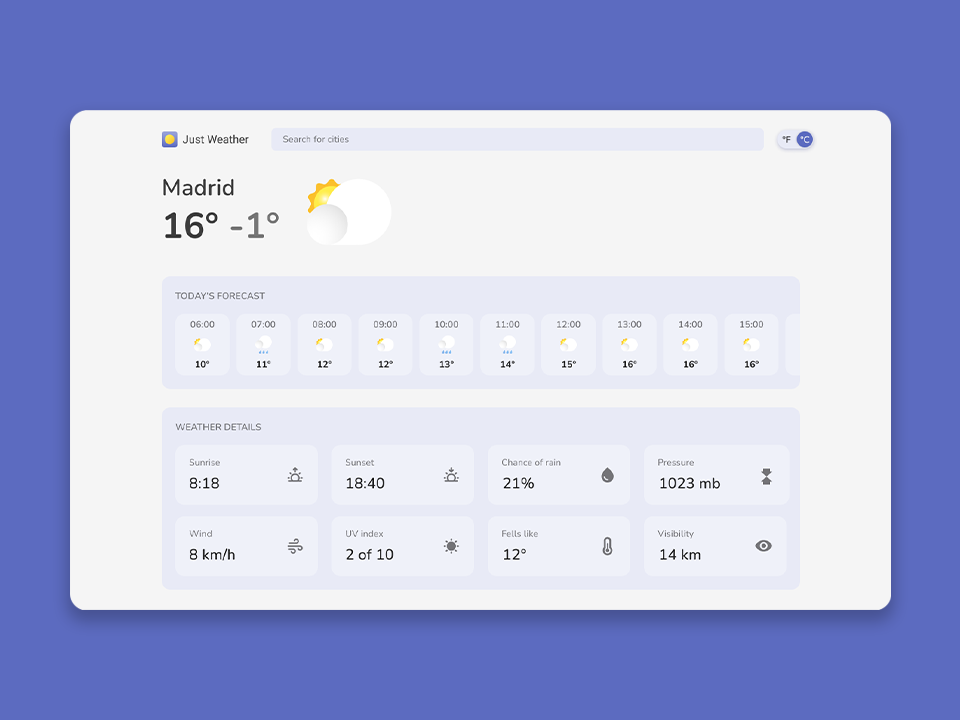 Just Weather
Search for cities
°F °C
Madrid
16° -1°
TODAY'S FORECAST
06:00 07:00 08:00 09:00 10:00 11:00 12:00 13:00 14:00 15:00
10° 11° 12° 12° 13° 14° 15° 16° 16° 16°
WEATHER DETAILS
Sunrise Sunset Chance of rain Pressure
8:18 18:40 21% 1023 mb
Wind UV index Fells like Visibility
8 km/h 2 of 10 12° 14 km